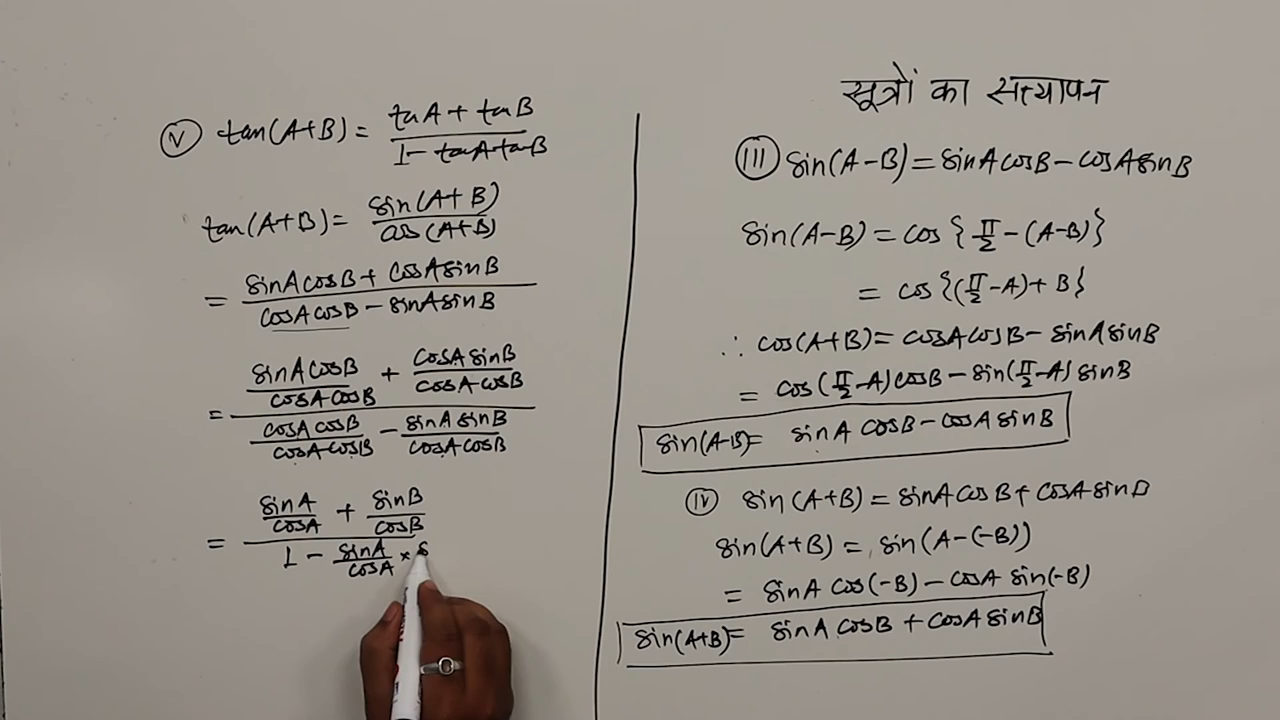 सूत्रों का सत्यापन
(V) tan(A+B) = (tanA + tanB)/(1 - tanA tanB)
tan(A+B) = sin(A+B)/cos(A+B)
= (sinA cosB + cosA sinB)/(cosA cosB - sinA sinB)
= (sinA cosB/cosA cosB + cosA sinB/cosA cosB)/(cosA cosB/cosA cosB - sinA sinB/cosA cosB)
= (sinA/cosA + sinB/cosB)/(1 - sinA/cosA × s
(III) sin(A-B) = sinA cosB - cosA sinB
sin(A-B) = cos{π/2 - (A-B)}
= cos{(π/2 - A) + B}
∴ cos(A+B) = cosA cosB - sinA sinB
= cos(π/2 - A) cosB - sin(π/2 - A) sinB
sin(A-B) = sinA cosB - cosA sinB
(IV) sin(A+B) = sinA cosB + cosA sinB
sin(A+B) = sin(A-(-B))
= sinA cos(-B) - cosA sin(-B)
sin(A+B) = sinA cosB + cosA sinB